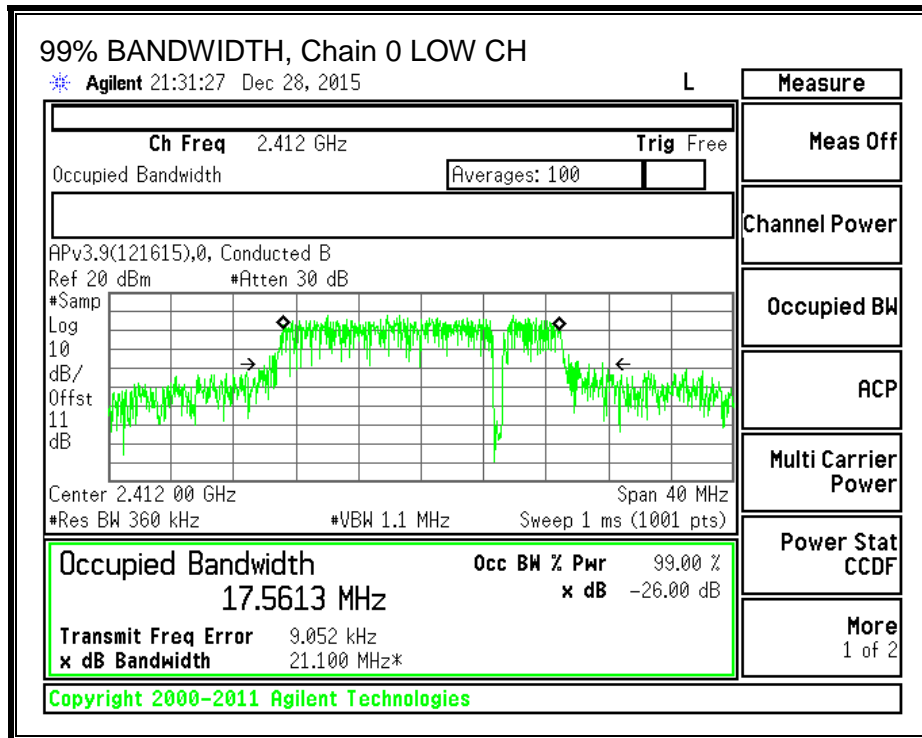 99% BANDWIDTH, Chain 0 LOW CH
Agilent 21:31:27 Dec 28, 2015 L
Ch Freq 2.412 GHz Trig Free
Occupied Bandwidth Averages: 100
APv3.9(121615),0, Conducted B
Ref 20 dBm #Atten 30 dB
#Samp
Log
10
dB/
Offst
11
dB
Center 2.412 00 GHz Span 40 MHz
#Res BW 360 kHz #VBW 1.1 MHz Sweep 1 ms (1001 pts)
Occupied Bandwidth Occ BW % Pwr 99.00 %
17.5613 MHz x dB -26.00 dB
Transmit Freq Error 9.052 kHz
x dB Bandwidth 21.100 MHz*
Copyright 2000-2011 Agilent Technologies
Measure
Meas Off
Channel Power
Occupied BW
ACP
Multi Carrier
Power
Power Stat
CCDF
More
1 of 2